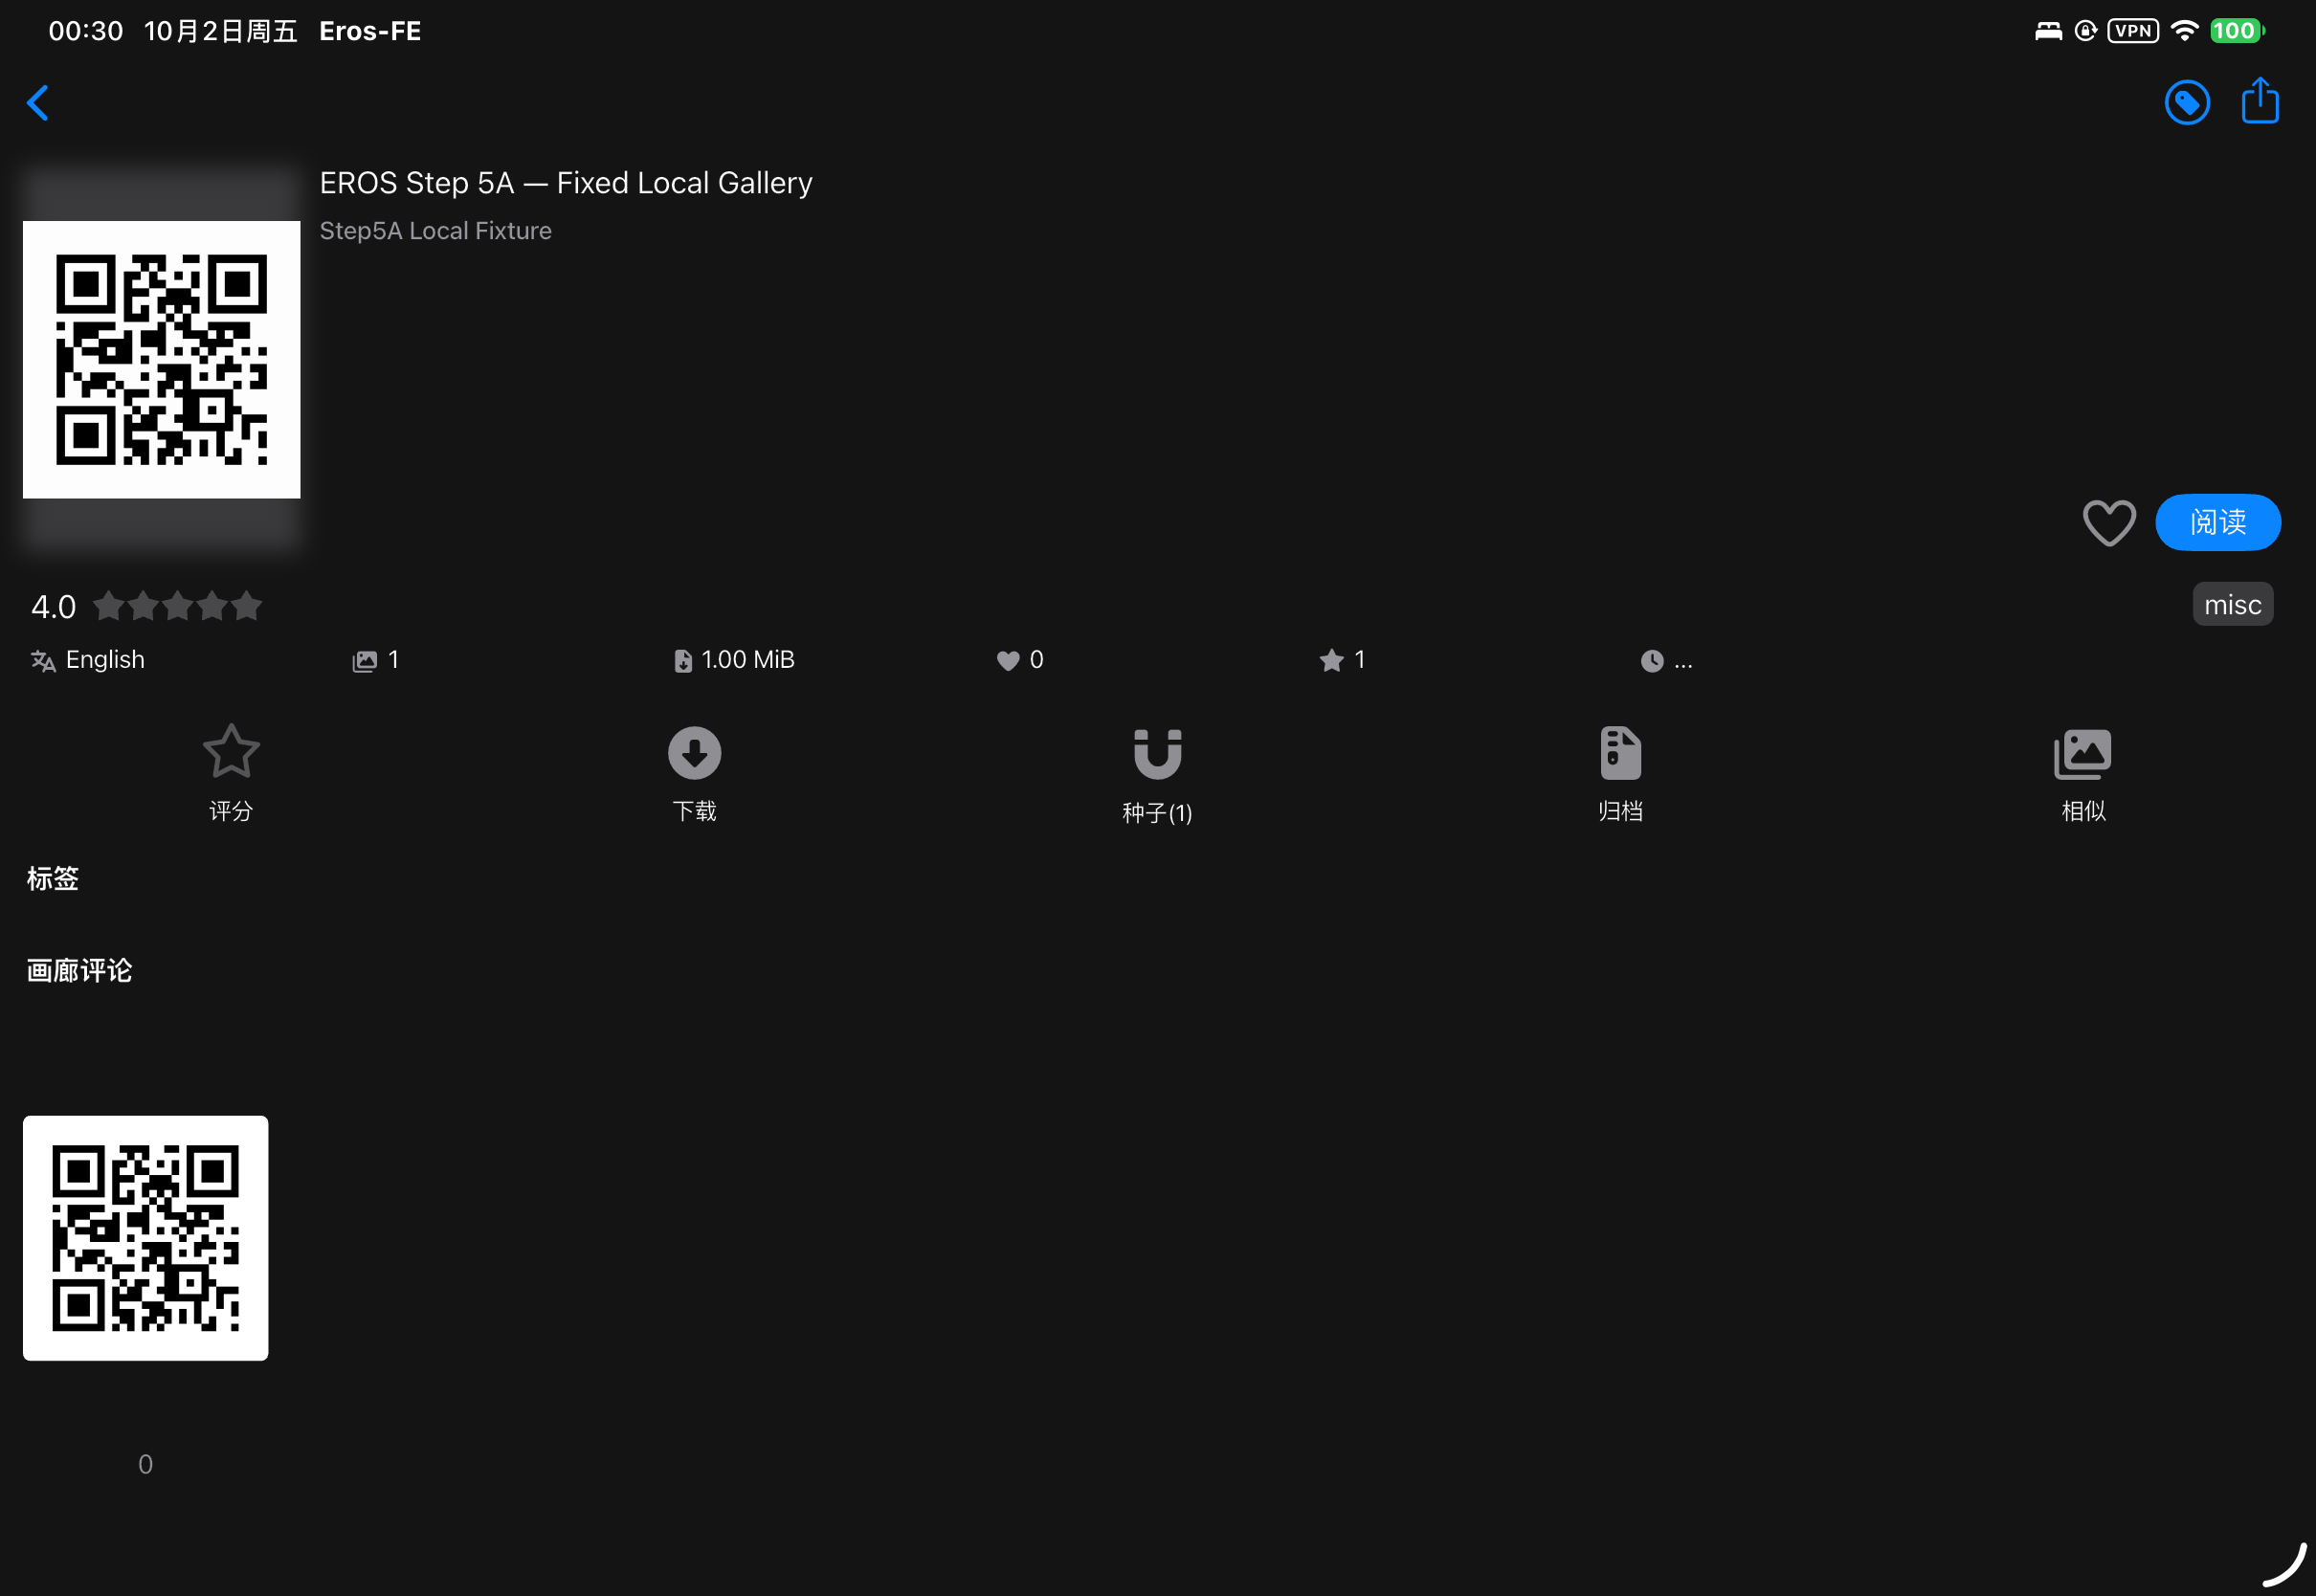 00:30 10月2日周五 Eros-FE
VPN 100
EROS Step 5A — Fixed Local Gallery
Step5A Local Fixture
阅读
4.0
misc
English 1 1.00 MiB 0 1 ...
评分 下载 种子(1) 归档 相似
标签
画廊评论
0